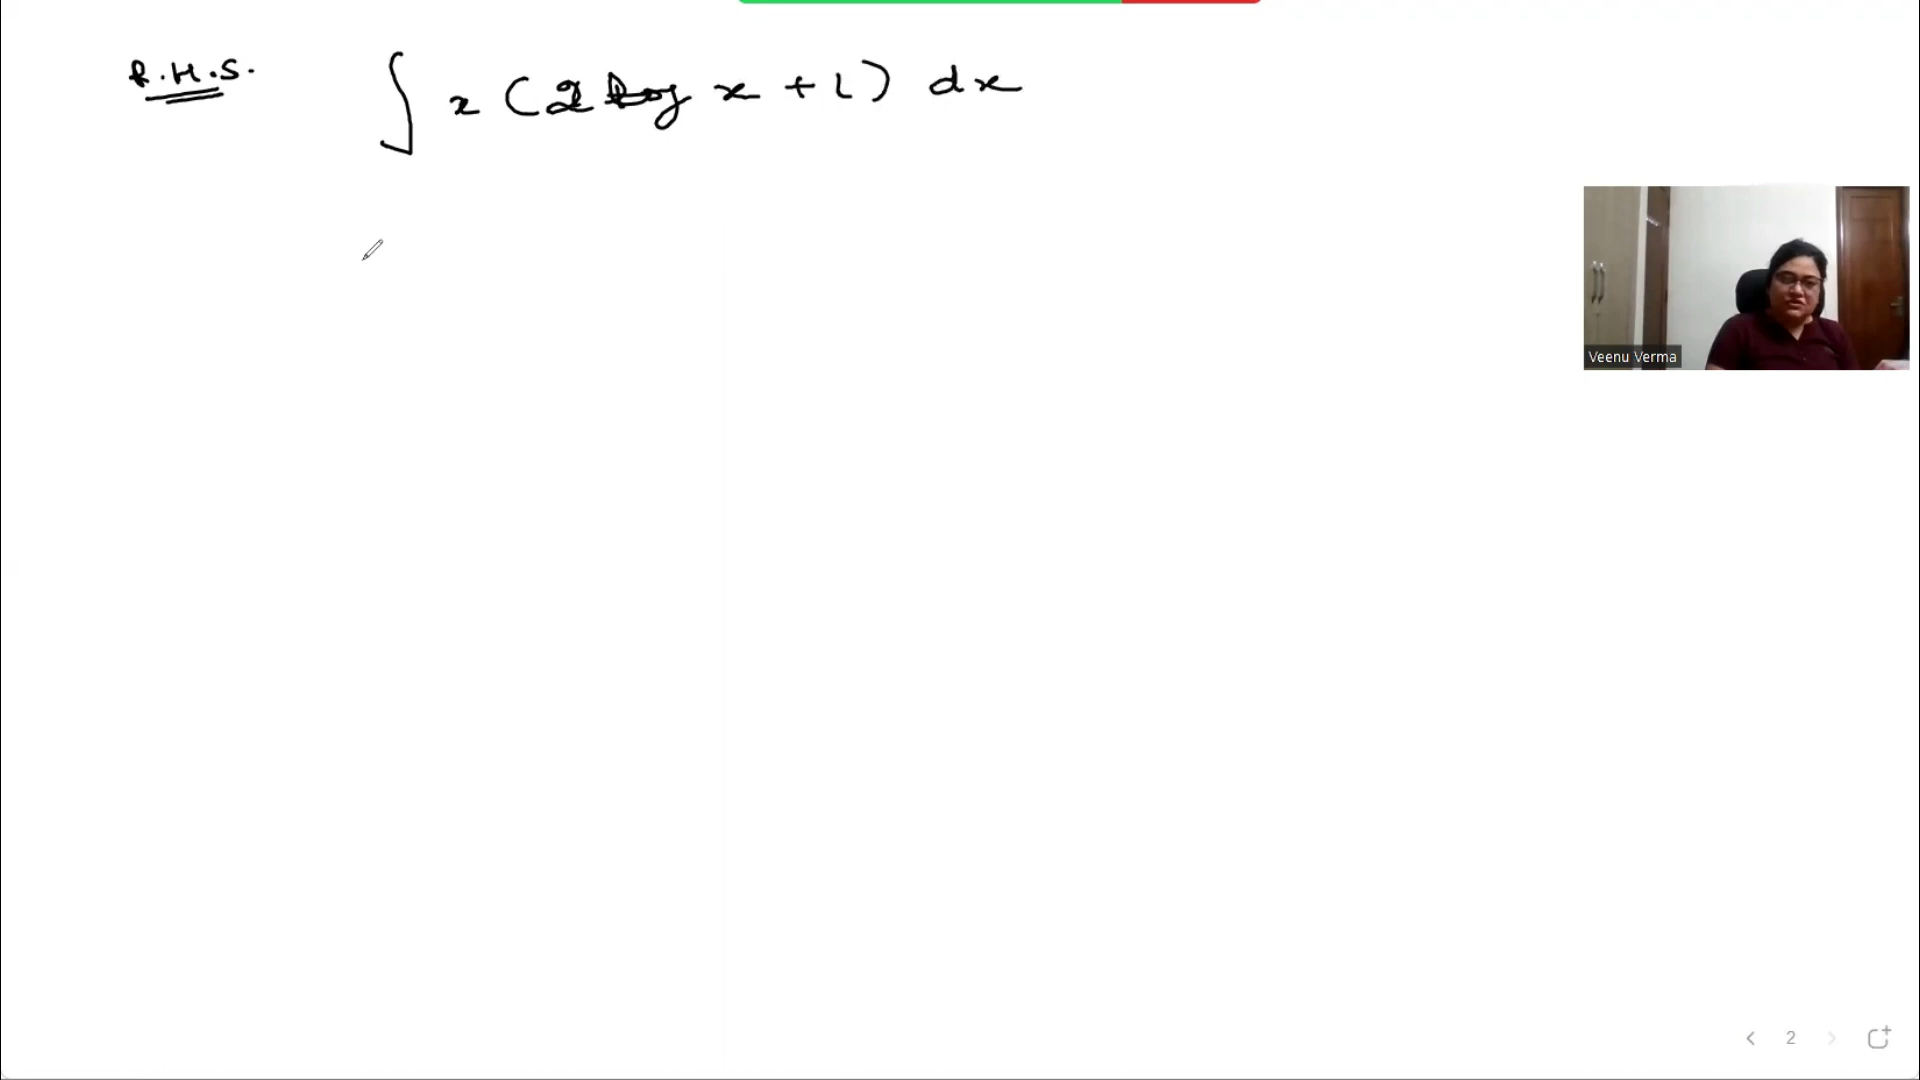 R.H.S. ∫ x (2 log x + 1) dx
Veenu Verma
2